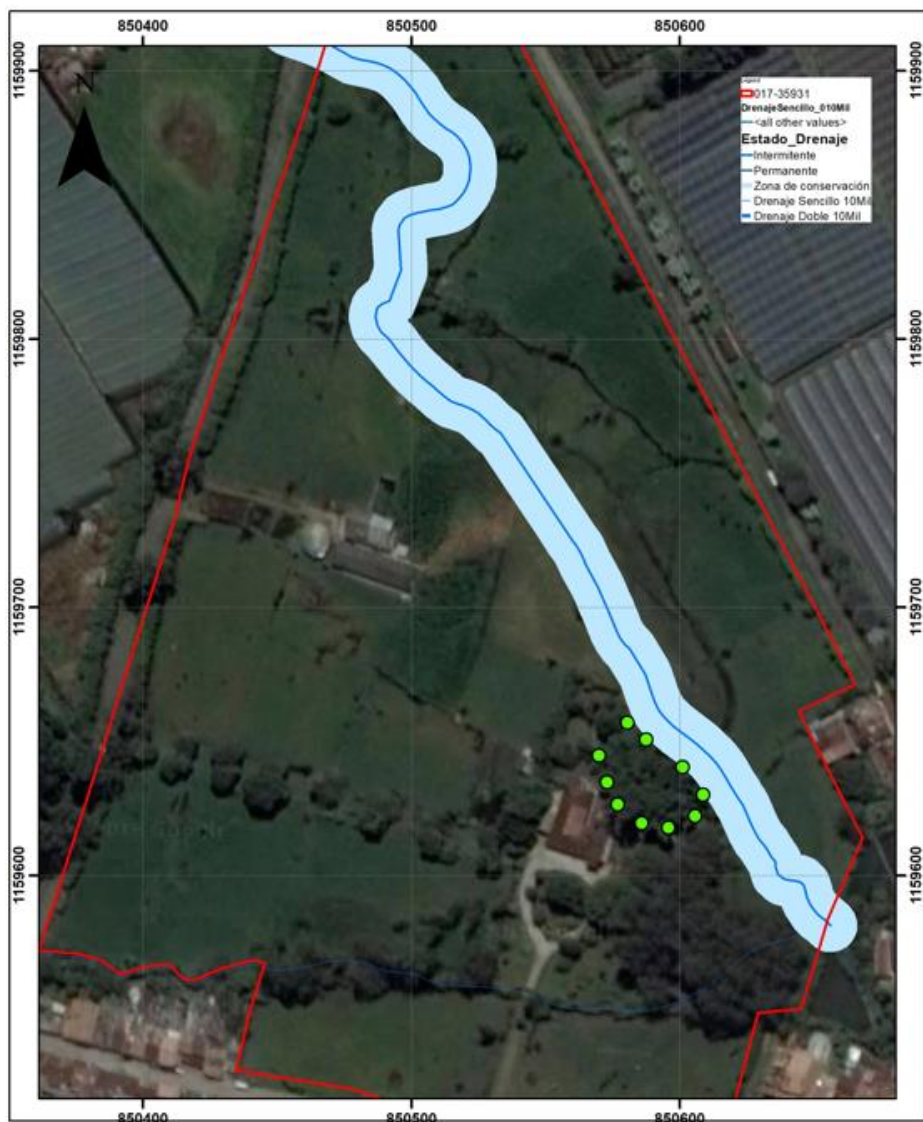 850400 850500 850600
1159900
1159900
N
Legend
017-35931
DrenajeSencillo_010Mil
<all other values>
Estado_Drenaje
Intermitente
Permanente
Zona de conservación
Drenaje Sencillo 10Mil
Drenaje Doble 10Mil
1159800
1159800
1159700
1159700
1159600
1159600
850400 850500 850600